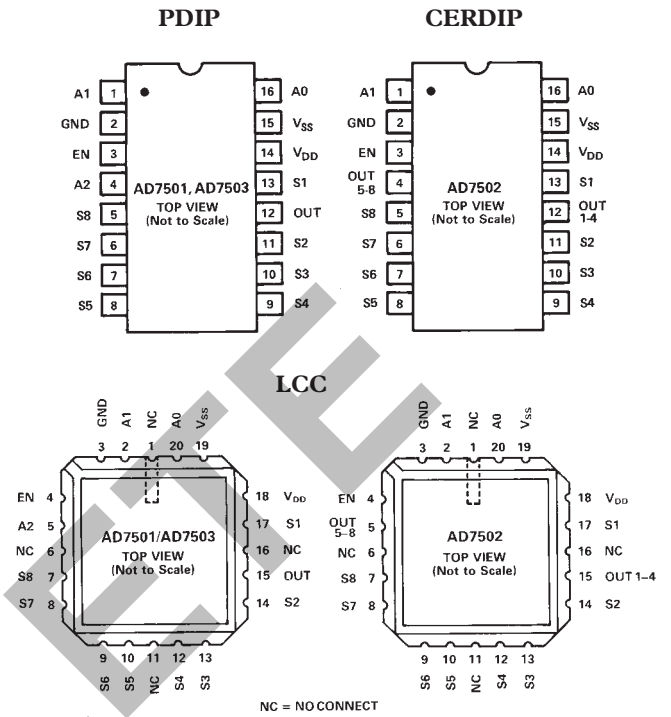 PDIP
CERDIP
A1 1
GND 2
EN 3
A2 4
S8 5
S7 6
S6 7
S5 8
AD7501, AD7503
TOP VIEW
(Not to Scale)
16 A0
15 VSS
14 VDD
13 S1
12 OUT
11 S2
10 S3
9 S4
A1 1
GND 2
EN 3
OUT
5-8
4
S8 5
S7 6
S6 7
S5 8
AD7502
TOP VIEW
(Not to Scale)
16 A0
15 VSS
14 VDD
13 S1
12 OUT
1-4
11 S2
10 S3
9 S4
LCC
GND A1 NC A0 VSS
3 2 1 20 19
EN 4
A2 5
NC 6
S8 7
S7 8
AD7501/AD7503
TOP VIEW
(Not to Scale)
18 VDD
17 S1
16 NC
15 OUT
14 S2
9 10 11 12 13
S6 S5 NC S4 S3
GND A1 NC A0 VSS
3 2 1 20 19
EN 4
OUT
5–8
5
NC 6
S8 7
S7 8
AD7502
TOP VIEW
(Not to Scale)
18 VDD
17 S1
16 NC
15 OUT 1–4
14 S2
9 10 11 12 13
S6 S5 NC S4 S3
NC = NO CONNECT
ETE